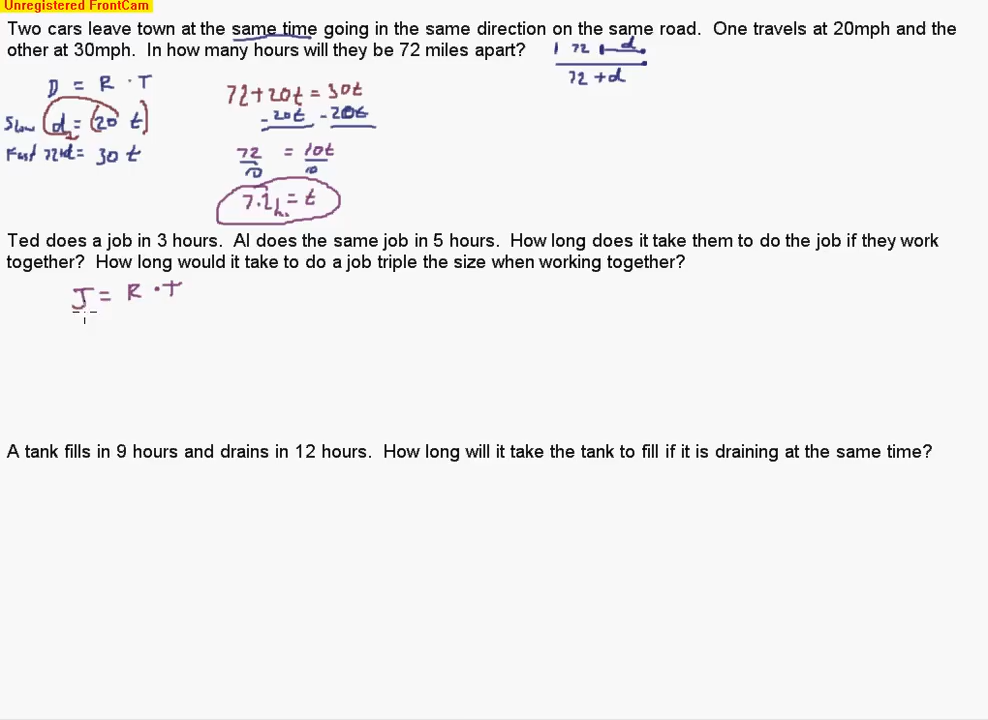 Unregistered FrontCam
Two cars leave town at the same time going in the same direction on the same road. One travels at 20mph and the
other at 30mph. In how many hours will they be 72 miles apart?
72 d
72 + d
D = R · T
Slow d = 20 t
Fast 72+d = 30 t
72 + 20t = 30t
- 20t - 20t
72 = 10t
10 10
7.2 h. = t
Ted does a job in 3 hours. Al does the same job in 5 hours. How long does it take them to do the job if they work
together? How long would it take to do a job triple the size when working together?
J = R · T
A tank fills in 9 hours and drains in 12 hours. How long will it take the tank to fill if it is draining at the same time?